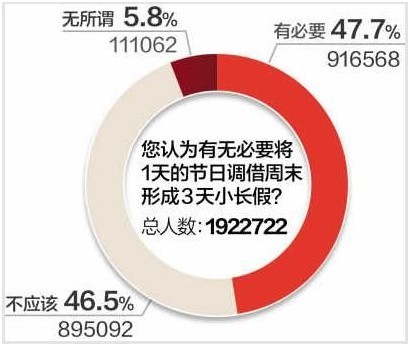 无所谓 5.8%
111062
有必要 47.7%
916568
您认为有无必要将
1天的节日调借周末
形成3天小长假?
总人数:1922722
不应该 46.5%
895092